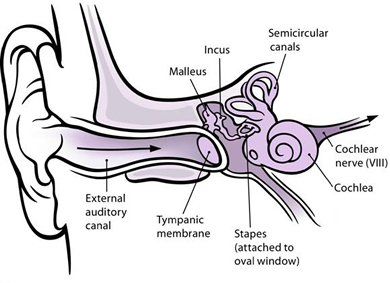 Semicircular
canals
Incus
Malleus
Cochlear
nerve (VIII)
Cochlea
External
auditory
canal
Tympanic
membrane
Stapes
(attached to
oval window)